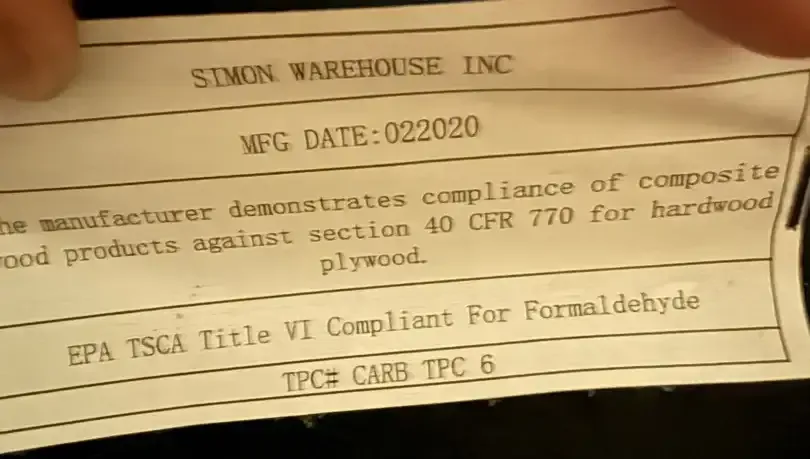 SIMON WAREHOUSE INC
MFG DATE:022020
he manufacturer demonstrates compliance of composite
ood products against section 40 CFR 770 for hardwood
plywood.
EPA TSCA Title VI Compliant For Formaldehyde
TPC# CARB TPC 6